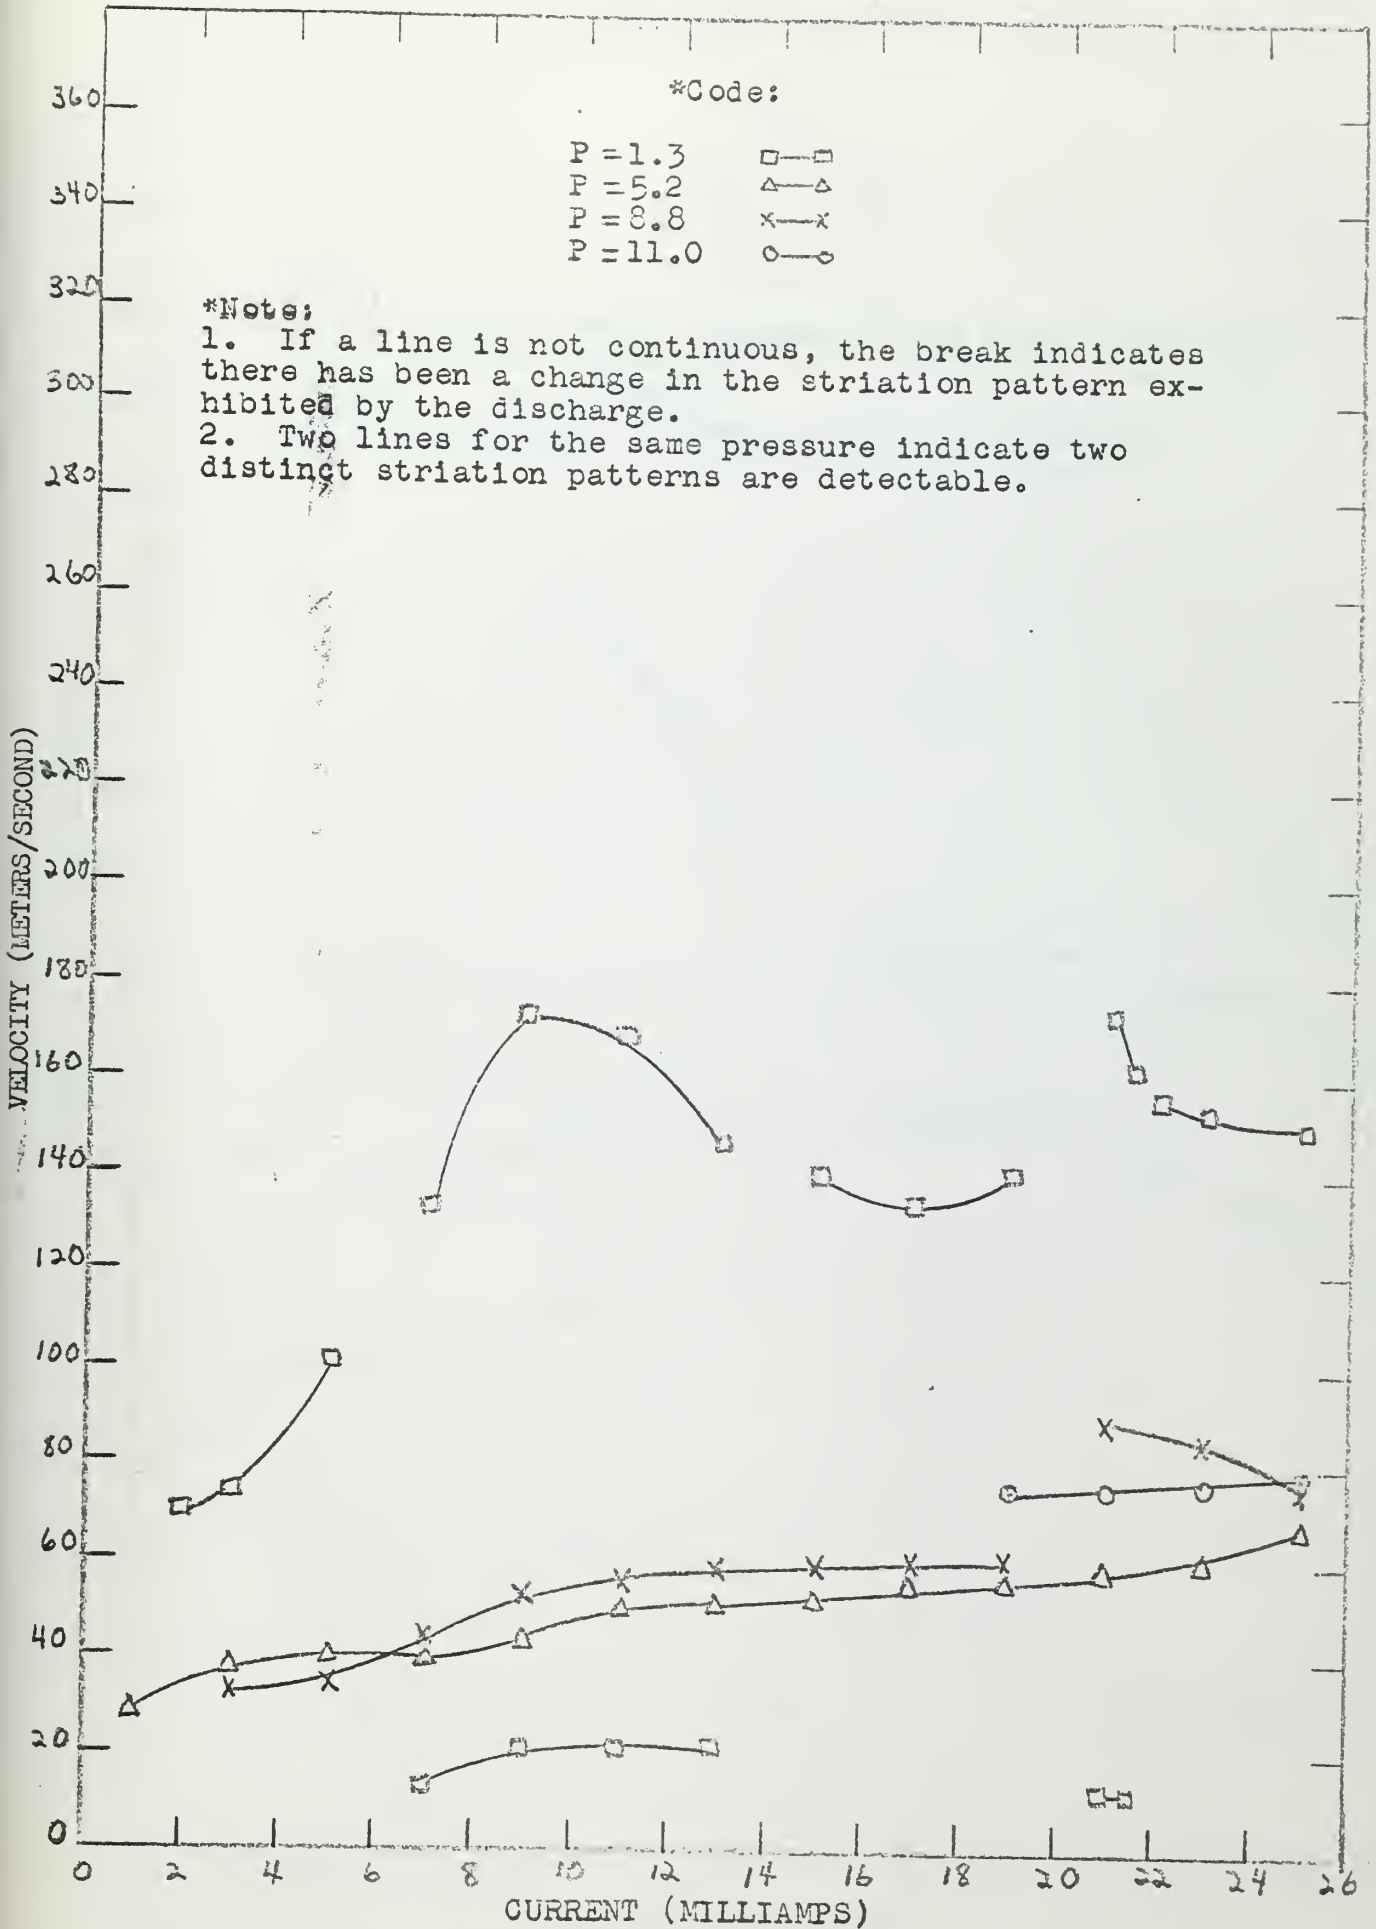 *Code:
P = 1.3
P = 5.2
P = 8.8
P = 11.0
*Note:
1. If a line is not continuous, the break indicates
there has been a change in the striation pattern ex-
hibited by the discharge.
2. Two lines for the same pressure indicate two
distinct striation patterns are detectable.
360
340
320
300
280
260
240
220
200
180
160
140
120
100
80
60
40
20
0
VELOCITY (METERS/SECOND)
0 2 4 6 8 10 12 14 16 18 20 22 24 26
CURRENT (MILLIAMPS)